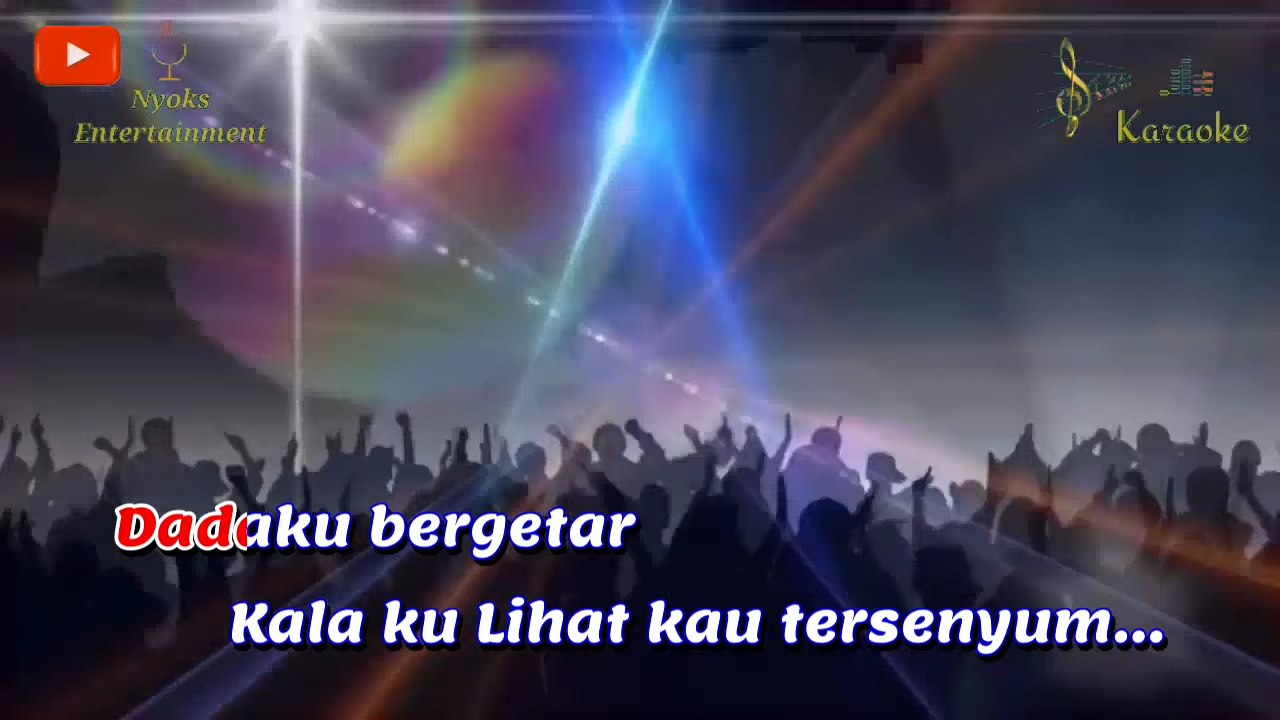 Nyoks
Entertainment
Karaoke
Dadaku bergetar
Kala ku Lihat kau tersenyum...